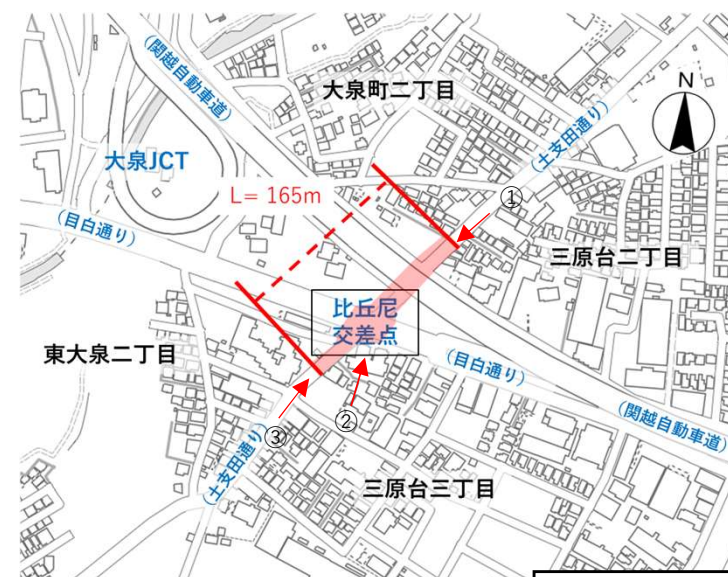 (関越自動車道)
大泉町二丁目
N
(土支田通り)
大泉JCT
L= 165m
①
(目白通り)
三原台二丁目
比丘尼
交差点
東大泉二丁目
(目白通り)
②
③
(関越自動車道)
(土支田通り)
三原台三丁目